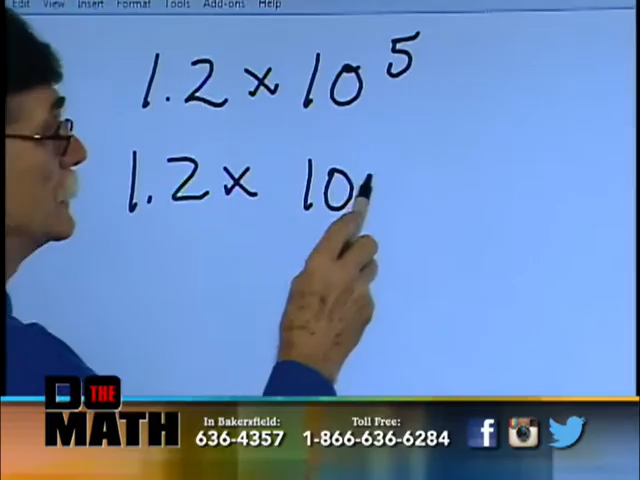 Edit View Insert Format Tools Add-ons Help
1.2 × 10⁵
1.2 × 10
DO THE MATH
In Bakersfield:
636-4357
Toll Free:
1-866-636-6284